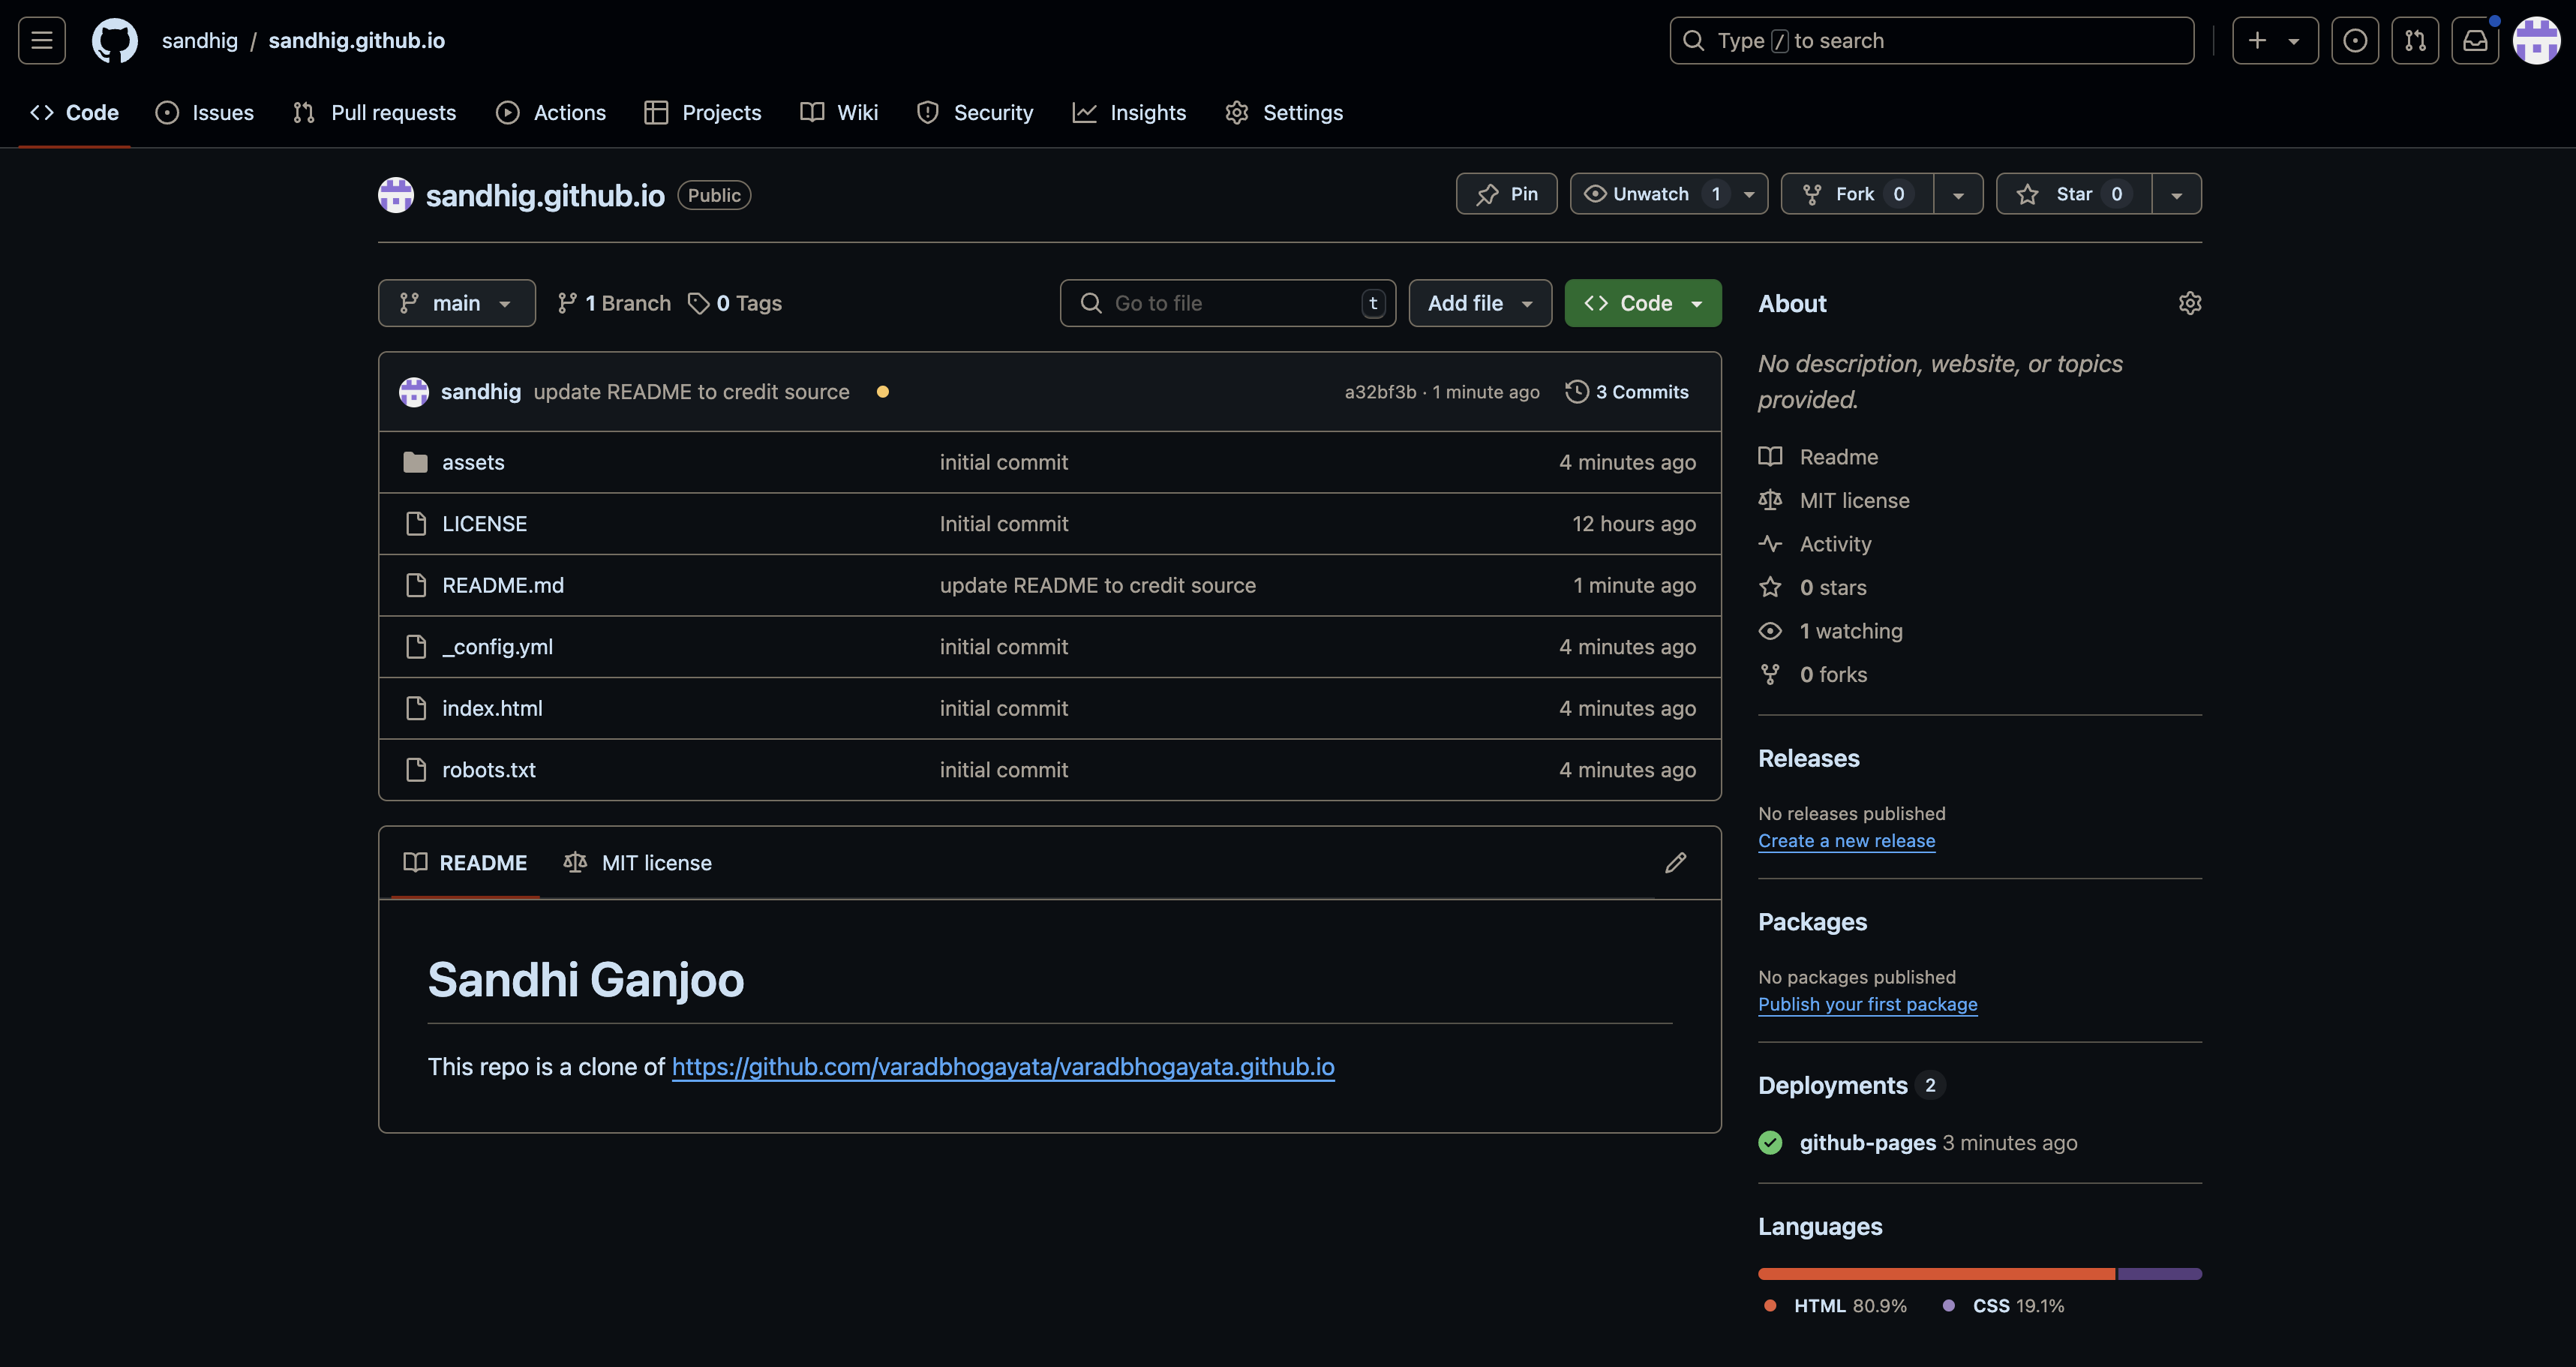 sandhig / sandhig.github.io
Type / to search
Code Issues Pull requests Actions Projects Wiki Security Insights Settings
sandhig.github.io Public
Pin Unwatch 1 Fork 0 Star 0
main 1 Branch 0 Tags Go to file t Add file Code
sandhig update README to credit source a32bf3b · 1 minute ago 3 Commits
assets initial commit 4 minutes ago
LICENSE Initial commit 12 hours ago
README.md update README to credit source 1 minute ago
_config.yml initial commit 4 minutes ago
index.html initial commit 4 minutes ago
robots.txt initial commit 4 minutes ago
README MIT license
Sandhi Ganjoo
This repo is a clone of https://github.com/varadbhogayata/varadbhogayata.github.io
About
No description, website, or topics
provided.
Readme
MIT license
Activity
0 stars
1 watching
0 forks
Releases
No releases published
Create a new release
Packages
No packages published
Publish your first package
Deployments 2
github-pages 3 minutes ago
Languages
HTML 80.9% CSS 19.1%